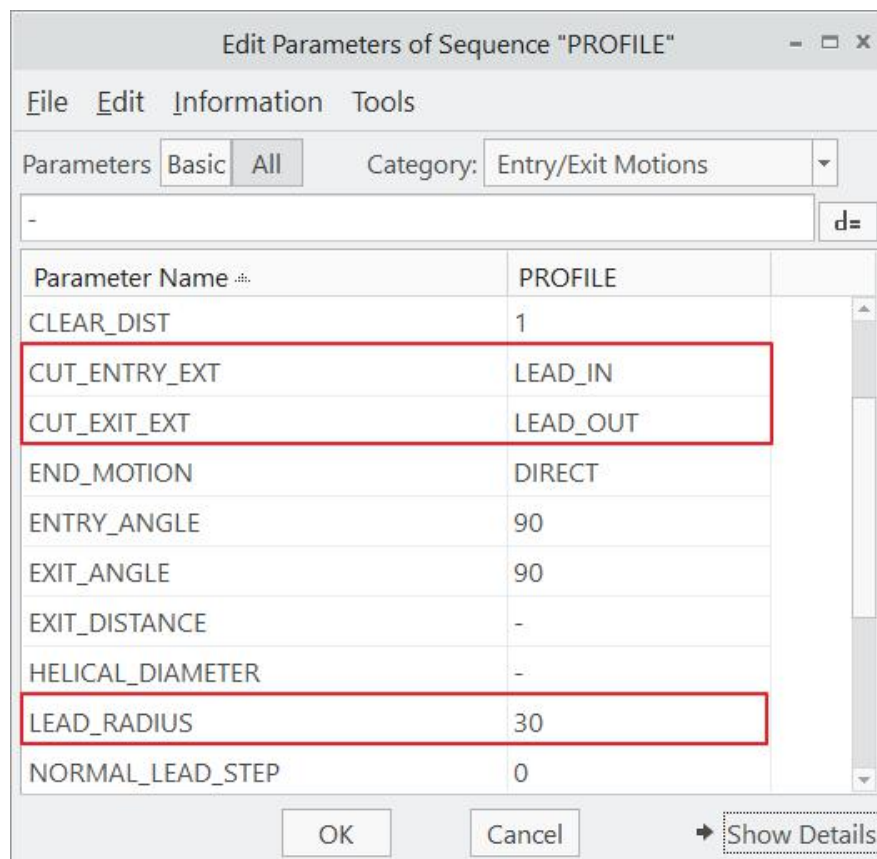 Edit Parameters of Sequence "PROFILE"
File Edit Information Tools
Parameters Basic All Category: Entry/Exit Motions
- d=
Parameter Name PROFILE
CLEAR_DIST 1
CUT_ENTRY_EXT LEAD_IN
CUT_EXIT_EXT LEAD_OUT
END_MOTION DIRECT
ENTRY_ANGLE 90
EXIT_ANGLE 90
EXIT_DISTANCE -
HELICAL_DIAMETER -
LEAD_RADIUS 30
NORMAL_LEAD_STEP 0
OK Cancel Show Details